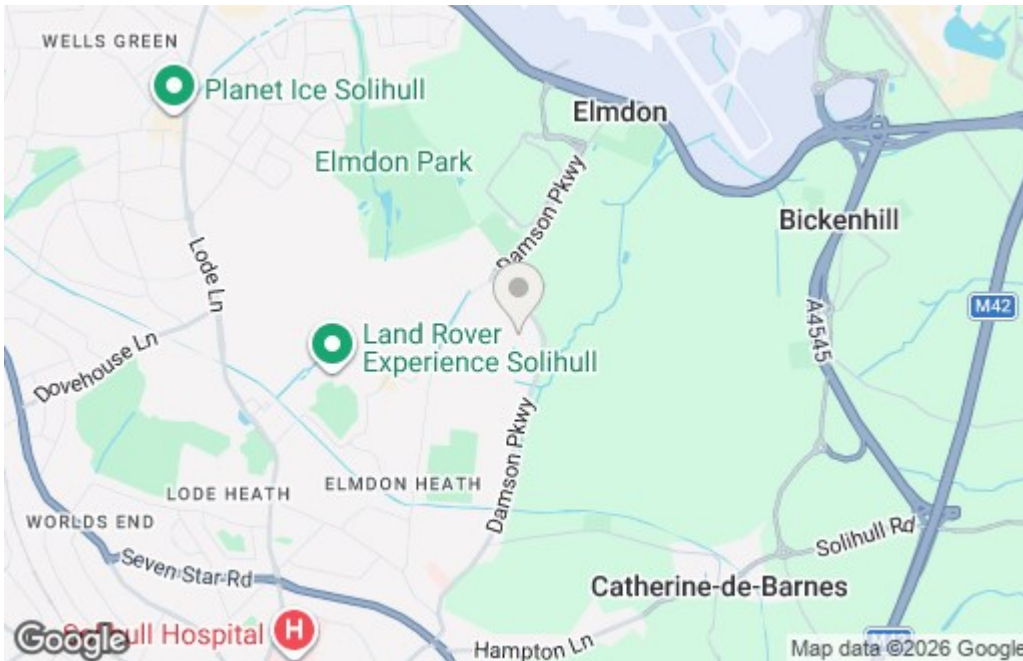 WELLS GREEN
Planet Ice Solihull
Elmdon
Elmdon Park
Damson Pkwy
Bickenhill
Lode Ln
M42
A4545
Land Rover
Experience Solihull
Dovehouse Ln
Damson Pkwy
ELMDON HEATH
LODE HEATH
WORLDS END
Solihull Rd
Seven Star Rd
Catherine-de-Barnes
Google
Solihull Hospital
H
Hampton Ln
M42
Map data ©2026 Google